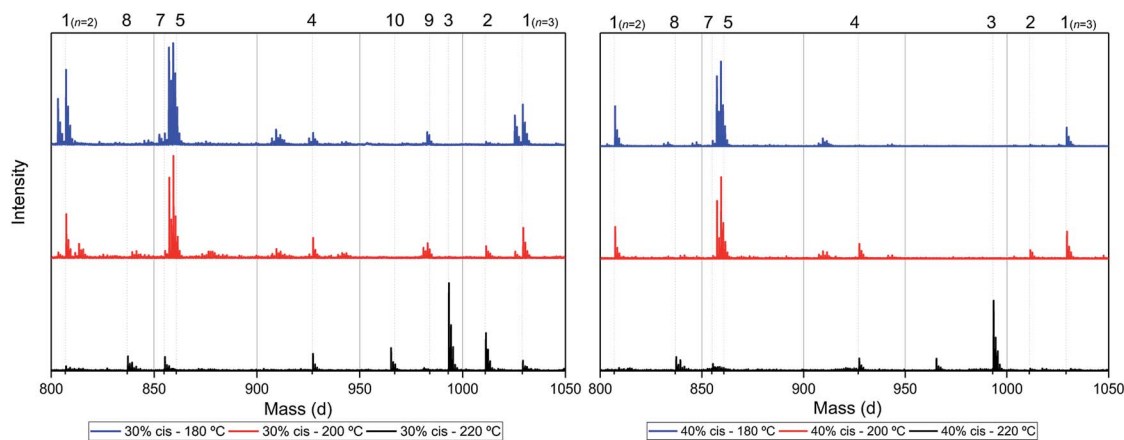 1(n=2) 8 7 5 4 10 9 3 2 1(n=3)
Intensity
800 850 900 950 1000 1050
Mass (d)
30% cis - 180 ºC 30% cis - 200 ºC 30% cis - 220 ºC
1(n=2) 8 7 5 4 3 2 1(n=3)
800 850 900 950 1000 1050
Mass (d)
40% cis - 180 ºC 40% cis - 200 ºC 40% cis - 220 ºC